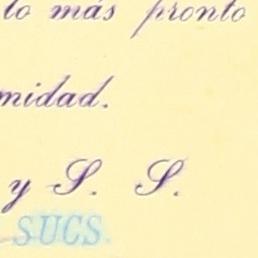 lo más pronto
midad.
y S. S.
SUCS.